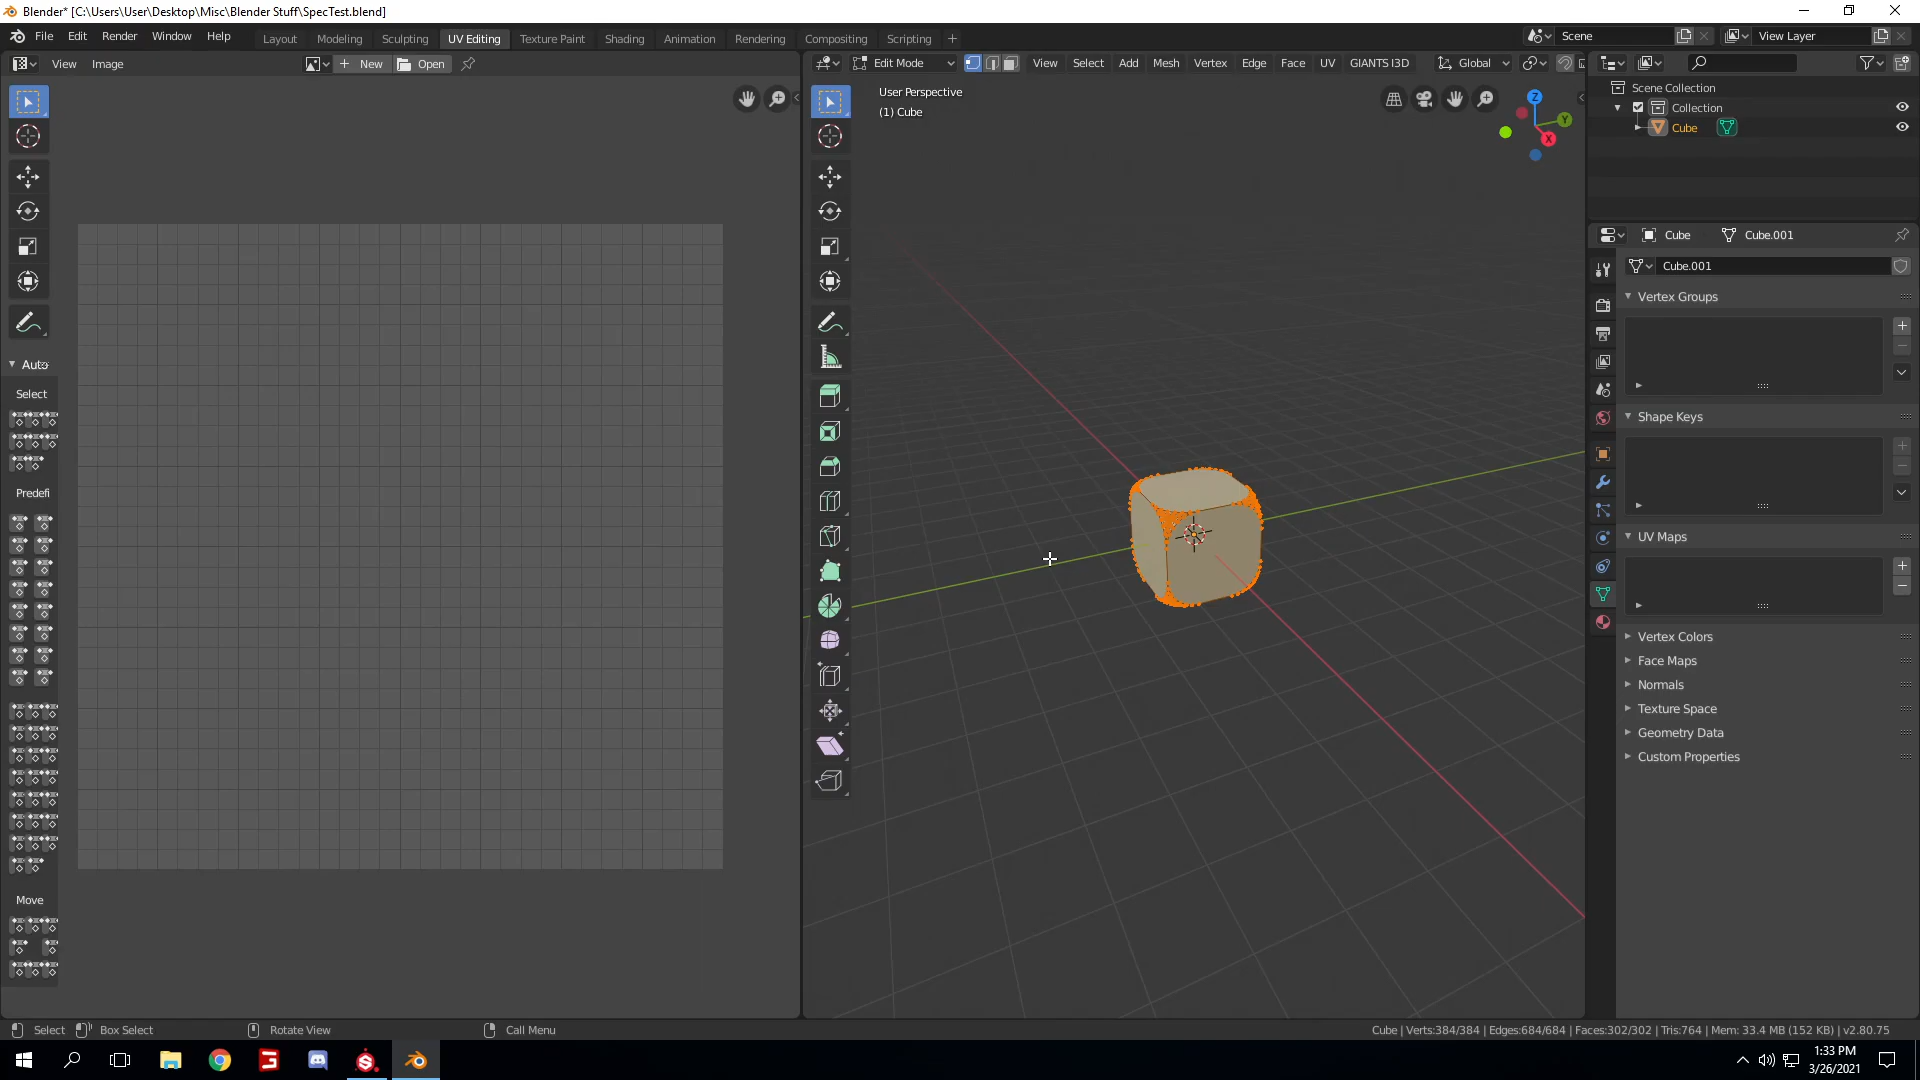 Blender* [C:\Users\User\Desktop\Misc\Blender Stuff\SpecTest.blend]
File Edit Render Window Help
Layout Modeling Sculpting UV Editing Texture Paint Shading Animation Rendering Compositing Scripting +
Scene
View Layer
View Image
+ New Open
Edit Mode
View Select Add Mesh Vertex Edge Face UV GIANTS I3D
Global
User Perspective
(1) Cube
Z
Y
X
Scene Collection
Collection
Cube
Cube Cube.001
Cube.001
Vertex Groups
Shape Keys
UV Maps
Vertex Colors
Face Maps
Normals
Texture Space
Geometry Data
Custom Properties
Auto
Select
Predefi
Move
Select Box Select Rotate View Call Menu
Cube | Verts:384/384 | Edges:684/684 | Faces:302/302 | Tris:764 | Mem: 33.4 MB (152 KB) | v2.80.75
1:33 PM
3/26/2021